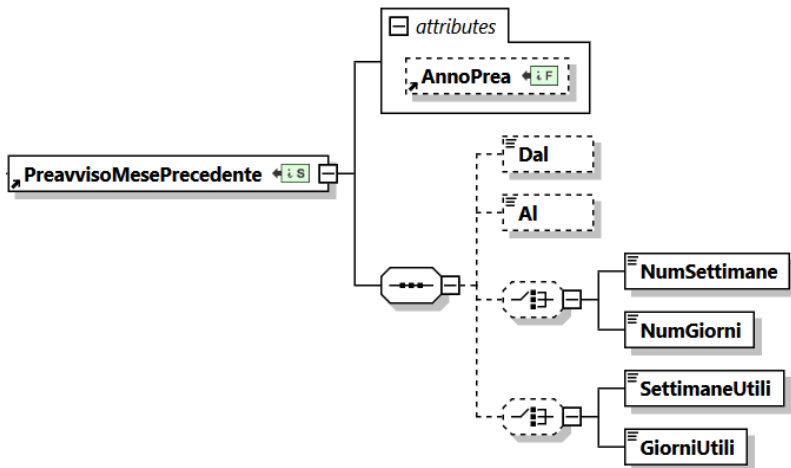 attributes
AnnoPrea
i F
Dal
PreavvisoMesePrecedente
i S
Al
NumSettimane
NumGiorni
SettimaneUtili
GiorniUtili